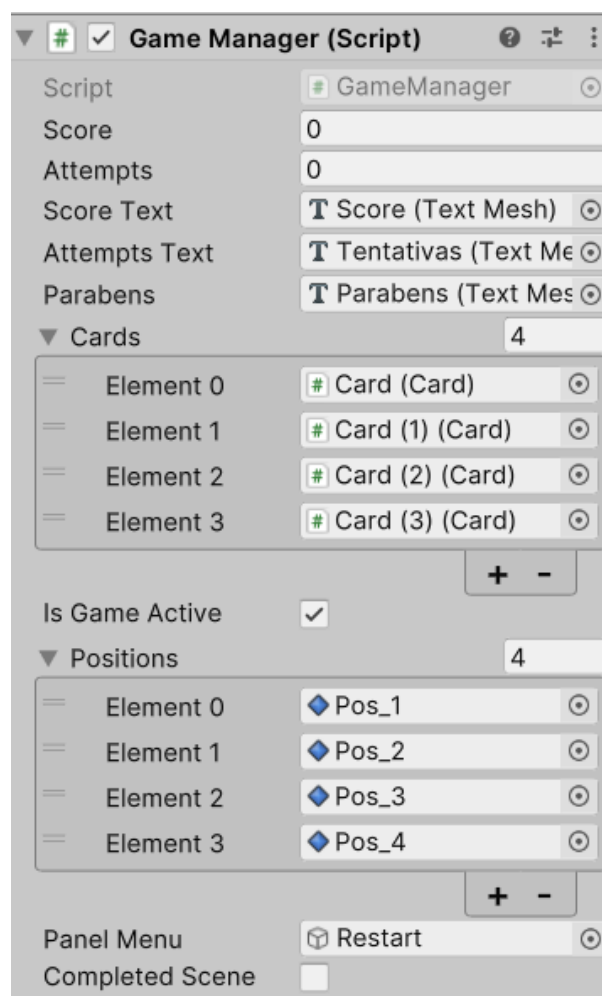 Game Manager (Script)
Script # GameManager
Score 0
Attempts 0
Score Text T Score (Text Mesh)
Attempts Text T Tentativas (Text Me
Parabens T Parabens (Text Mes
Cards 4
Element 0 # Card (Card)
Element 1 # Card (1) (Card)
Element 2 # Card (2) (Card)
Element 3 # Card (3) (Card)
+ -
Is Game Active
Positions 4
Element 0 Pos_1
Element 1 Pos_2
Element 2 Pos_3
Element 3 Pos_4
+ -
Panel Menu Restart
Completed Scene